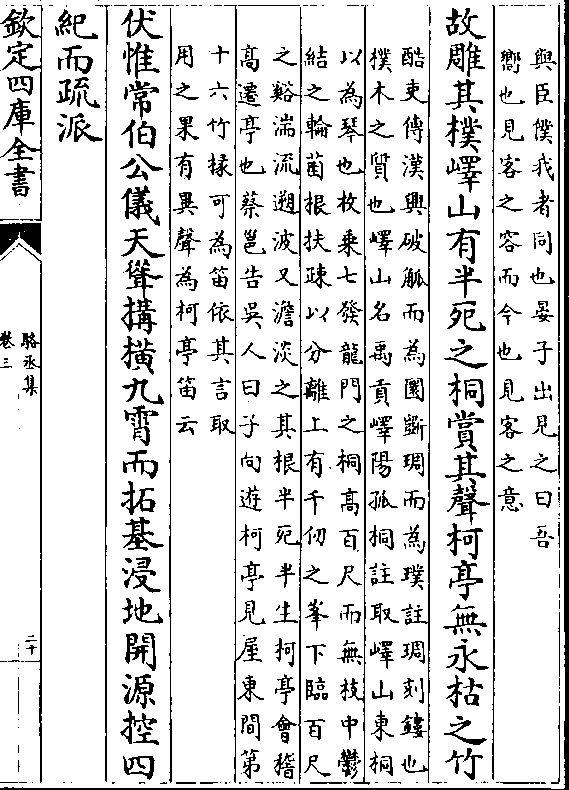 與臣僕我者同也晏子出見之曰吾
嚮也見客之容而今也見客之意
故雕其樸嶧山有半死之桐賞其聲柯亭無永枯之竹
酷吏傳漢興破觚而為圜斵琱而為璞註琱刻鏤也
樸木之質也嶧山名禹貢嶧陽孤桐註取嶧山東桐
以為琴也枚乗七發龍門之桐高百尺而無枝中鬱
結之輪菌根扶疎以分離上有千仞之峯下臨百尺
之谿湍流遡波又澹淡之其根半死半生柯亭會稽
高遷亭也蔡邕告吳人曰子向遊柯亭見屋東間第
十六竹椽可為笛依其言取
用之果有異聲為柯亭笛云
伏惟常伯公儀天聳搆橫九霄而拓基浸地開源控四
紀而疏派
欽定四庫全書
駱丞集
卷三
二十